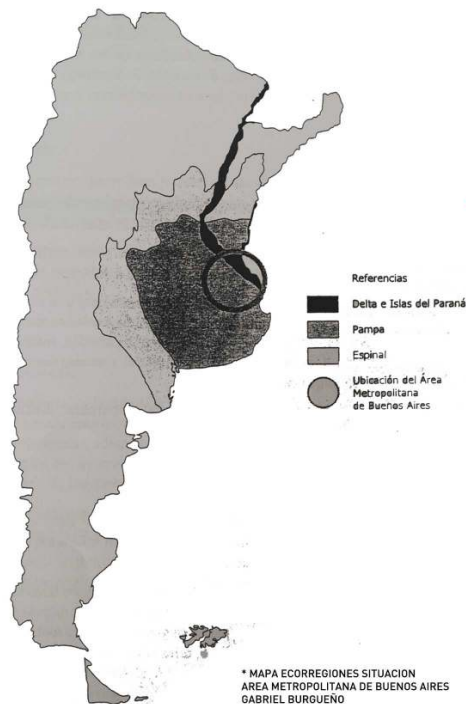 Referencias
Delta e Islas del Paraná
Pampa
Espinal
Ubicación del Área
Metropolitana
de Buenos Aires
* MAPA ECORREGIONES SITUACION
AREA METROPOLITANA DE BUENOS AIRES
GABRIEL BURGUEÑO